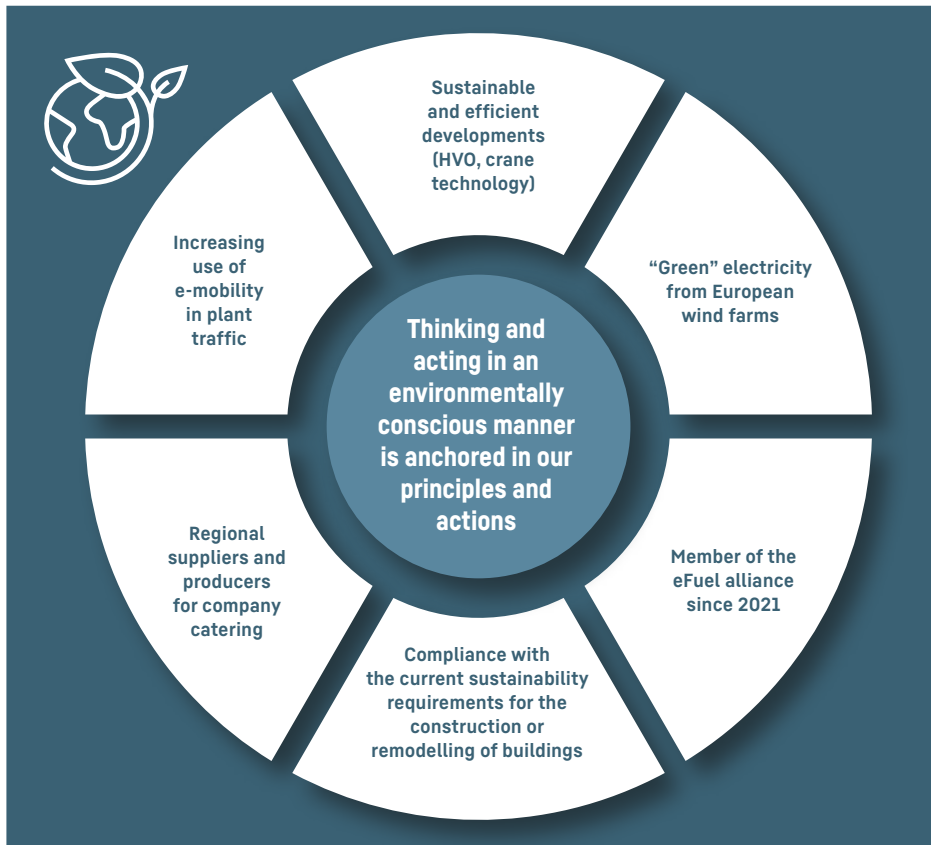 Sustainable
and efficient
developments
(HVO, crane
technology)
“Green” electricity
from European
wind farms
Member of the
eFuel alliance
since 2021
Compliance with
the current sustainability
requirements for the
construction or
remodelling of buildings
Regional
suppliers and
producers
for company
catering
Increasing
use of
e-mobility
in plant
traffic
Thinking and
acting in an
environmentally
conscious manner
is anchored in our
principles and
actions